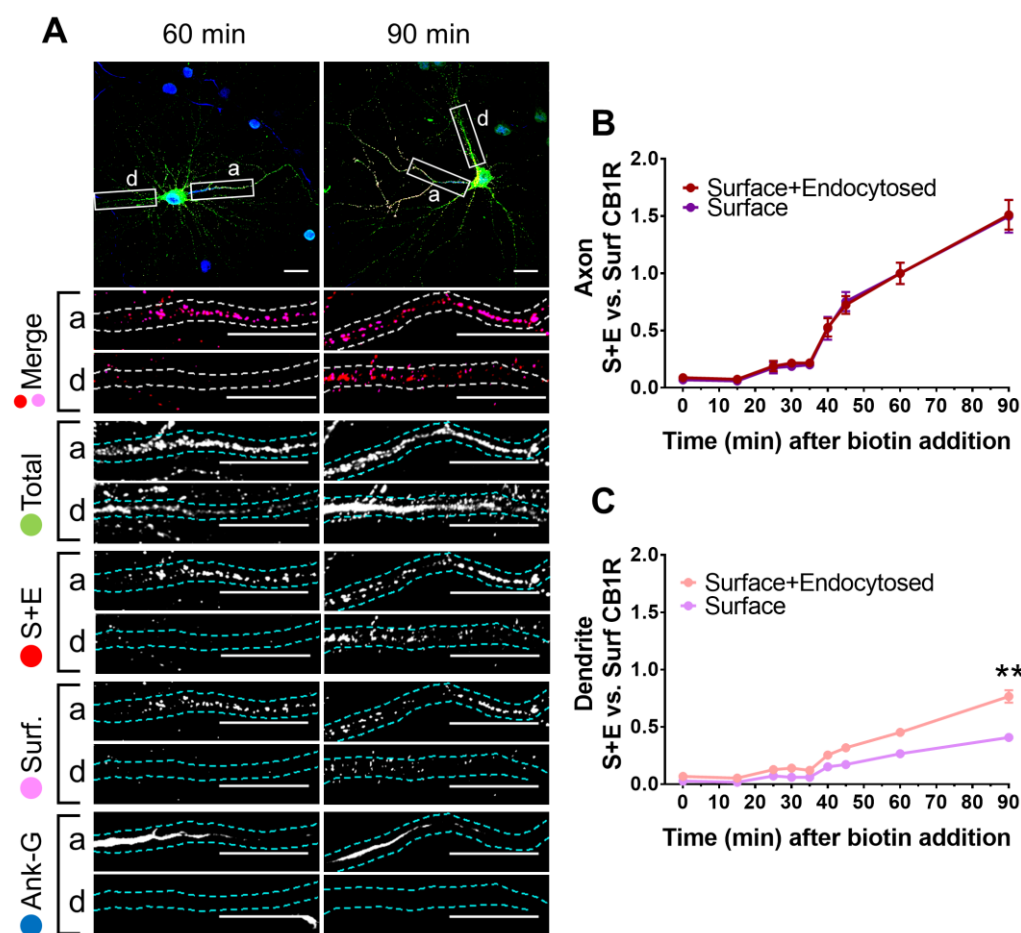 A
60 min
90 min
d
a
d
a
Merge
a
d
Total
a
d
S+E
a
d
Surf.
a
d
Ank-G
a
d
B
Axon
S+E vs. Surf CB1R
2.0
1.5
1.0
0.5
0.0
Surface+Endocytosed
Surface
0 10 20 30 40 50 60 70 80 90
Time (min) after biotin addition
C
Dendrite
S+E vs. Surf CB1R
2.0
1.5
1.0
0.5
0.0
Surface+Endocytosed
Surface
**
0 10 20 30 40 50 60 70 80 90
Time (min) after biotin addition